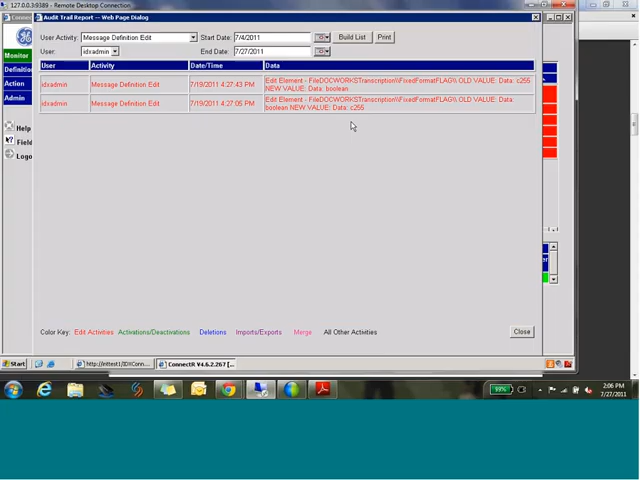 127.0.0.3:9389 - Remote Desktop Connection
Connec
Audit Trail Report -- Web Page Dialog
User Activity: Message Definition Edit Start Date: 7/4/2011 Build List Print
User: idxadmin End Date: 7/27/2011
Monitor
Definitio
Action
Admin
Help
Field
Logo
User Activity Date/Time Data
idxadmin Message Definition Edit 7/19/2011 4:27:43 PM Edit Element - FileDOCWORKSTranscription\\FixedFormatFLAG\\ OLD VALUE: Data: c255
NEW VALUE: Data: boolean
idxadmin Message Definition Edit 7/19/2011 4:27:05 PM Edit Element - FileDOCWORKSTranscription\\FixedFormatFLAG\\ OLD VALUE: Data:
boolean NEW VALUE: Data: c255
Color Key: Edit Activities Activations/Deactivations Deletions Imports/Exports Merge All Other Activities
Close
Start http://inttest1/IDXConn... ConnectR V4.6.2.267 [...
99% 2:06 PM
7/27/2011